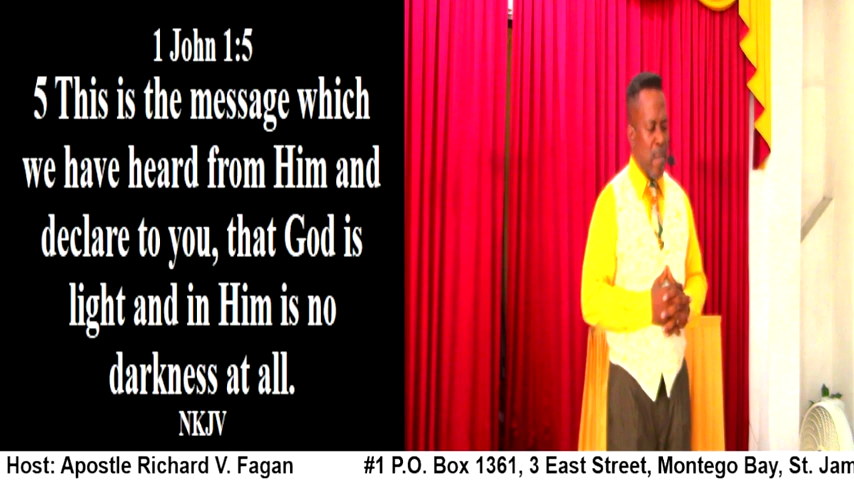 1 John 1:5
5 This is the message which
we have heard from Him and
declare to you, that God is
light and in Him is no
darkness at all.
NKJV
Host: Apostle Richard V. Fagan #1 P.O. Box 1361, 3 East Street, Montego Bay, St. Jam